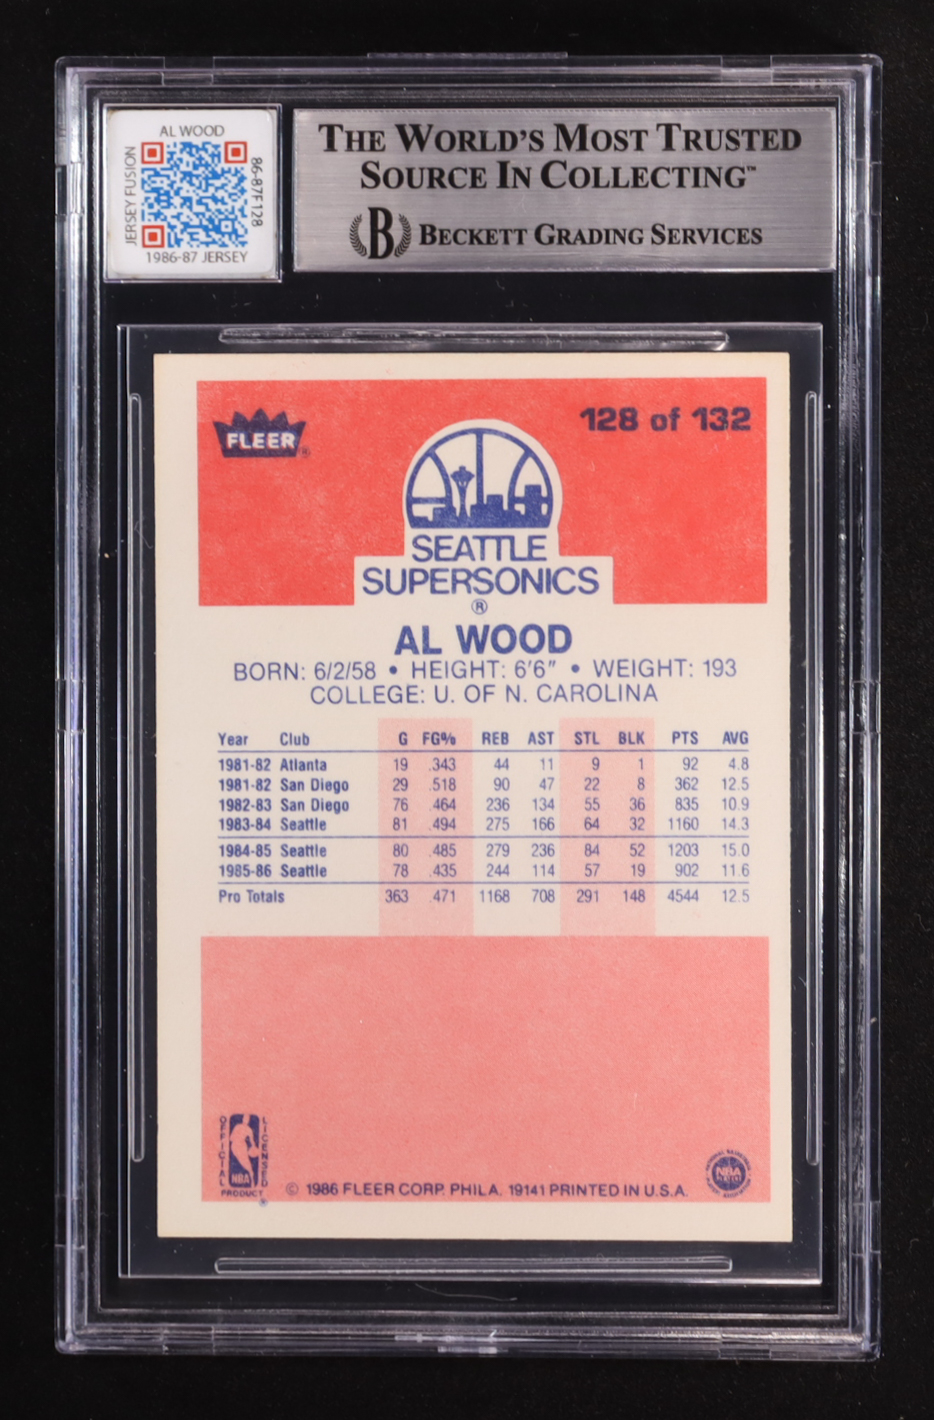 AL WOOD
JERSEY FUSION
86-87F128
1986-87 JERSEY
THE WORLD'S MOST TRUSTED
SOURCE IN COLLECTING™
B BECKETT GRADING SERVICES
FLEER®
128 of 132
SEATTLE
SUPERSONICS
®
AL WOOD
BORN: 6/2/58 • HEIGHT: 6'6" • WEIGHT: 193
COLLEGE: U. OF N. CAROLINA
Year Club G FG% REB AST STL BLK PTS AVG
1981-82 Atlanta 19 .343 44 11 9 1 92 4.8
1981-82 San Diego 29 .518 90 47 22 8 362 12.5
1982-83 San Diego 76 .464 236 134 55 36 835 10.9
1983-84 Seattle 81 .494 275 166 64 32 1160 14.3
1984-85 Seattle 80 .485 279 236 84 52 1203 15.0
1985-86 Seattle 78 .435 244 114 57 19 902 11.6
Pro Totals 363 .471 1168 708 291 148 4544 12.5
OFFICIAL
LICENSED
NBA
PRODUCT
®
© 1986 FLEER CORP. PHILA. 19141 PRINTED IN U.S.A.
NBA